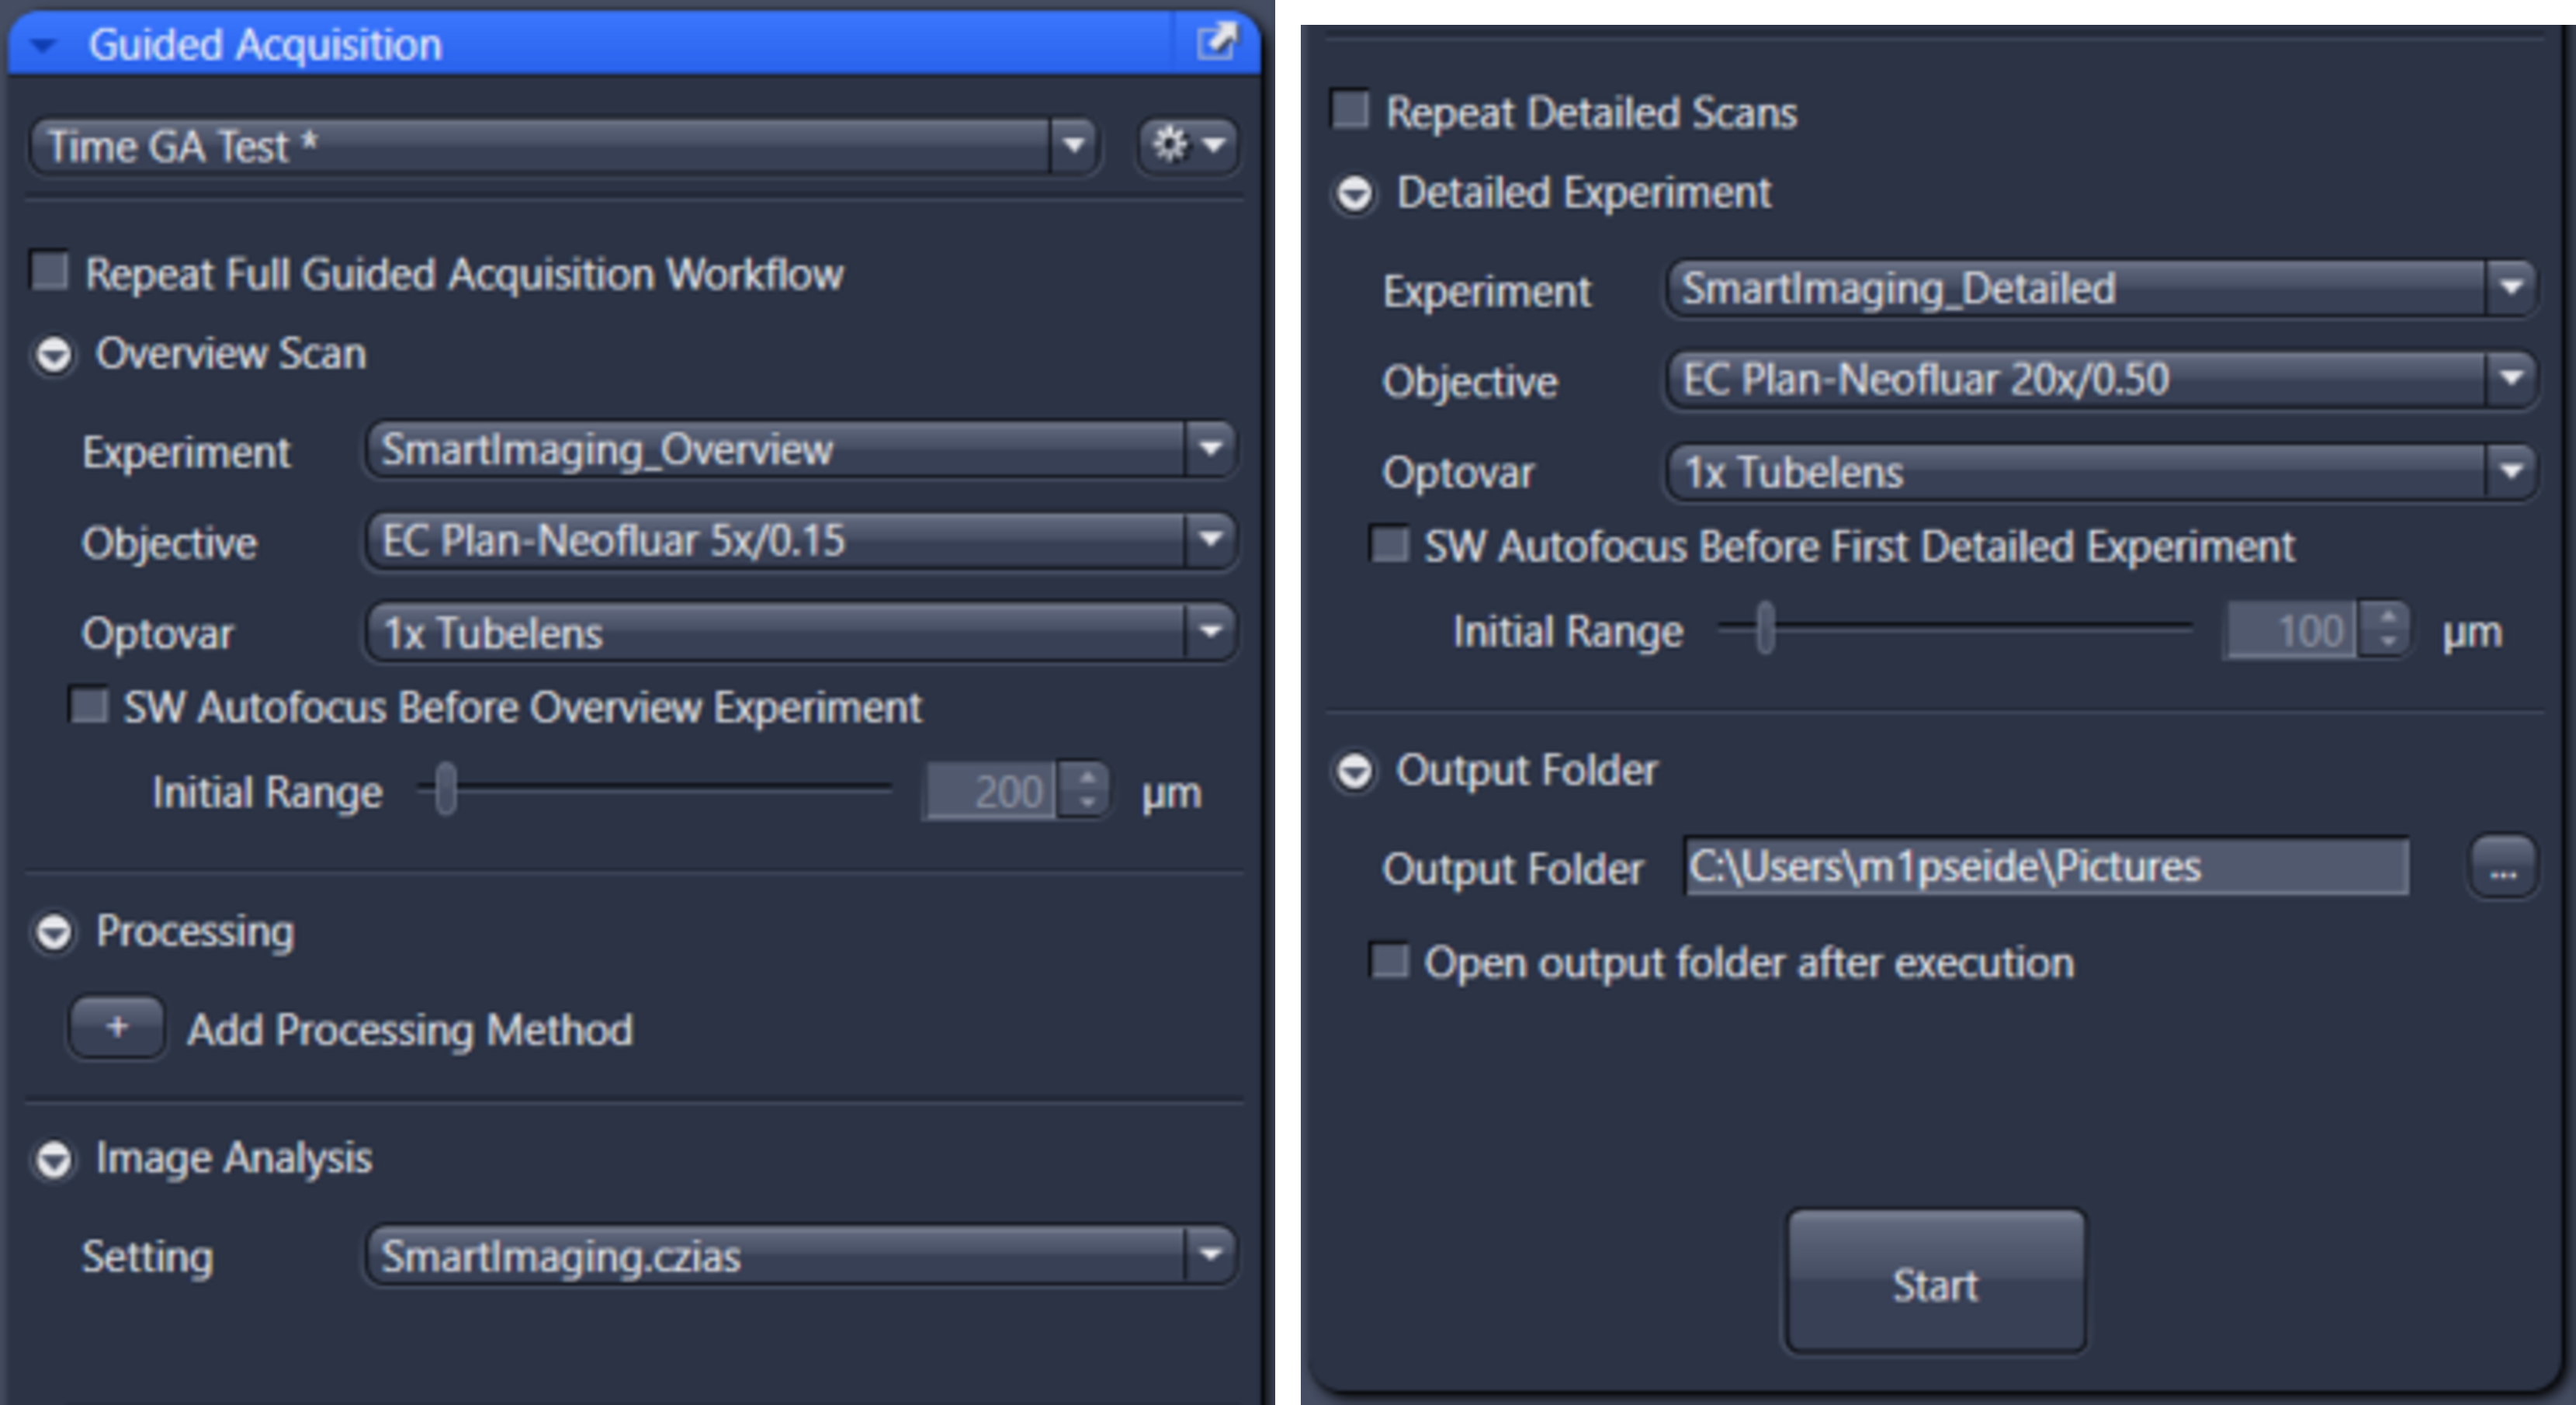 Guided Acquisition
Time GA Test *
Repeat Full Guided Acquisition Workflow
Overview Scan
Experiment SmartImaging_Overview
Objective EC Plan-Neofluar 5x/0.15
Optovar 1x Tubelens
SW Autofocus Before Overview Experiment
Initial Range 200 µm
Processing
+ Add Processing Method
Image Analysis
Setting SmartImaging.czias
Repeat Detailed Scans
Detailed Experiment
Experiment SmartImaging_Detailed
Objective EC Plan-Neofluar 20x/0.50
Optovar 1x Tubelens
SW Autofocus Before First Detailed Experiment
Initial Range 100 µm
Output Folder
Output Folder C:\Users\m1pseide\Pictures ...
Open output folder after execution
Start